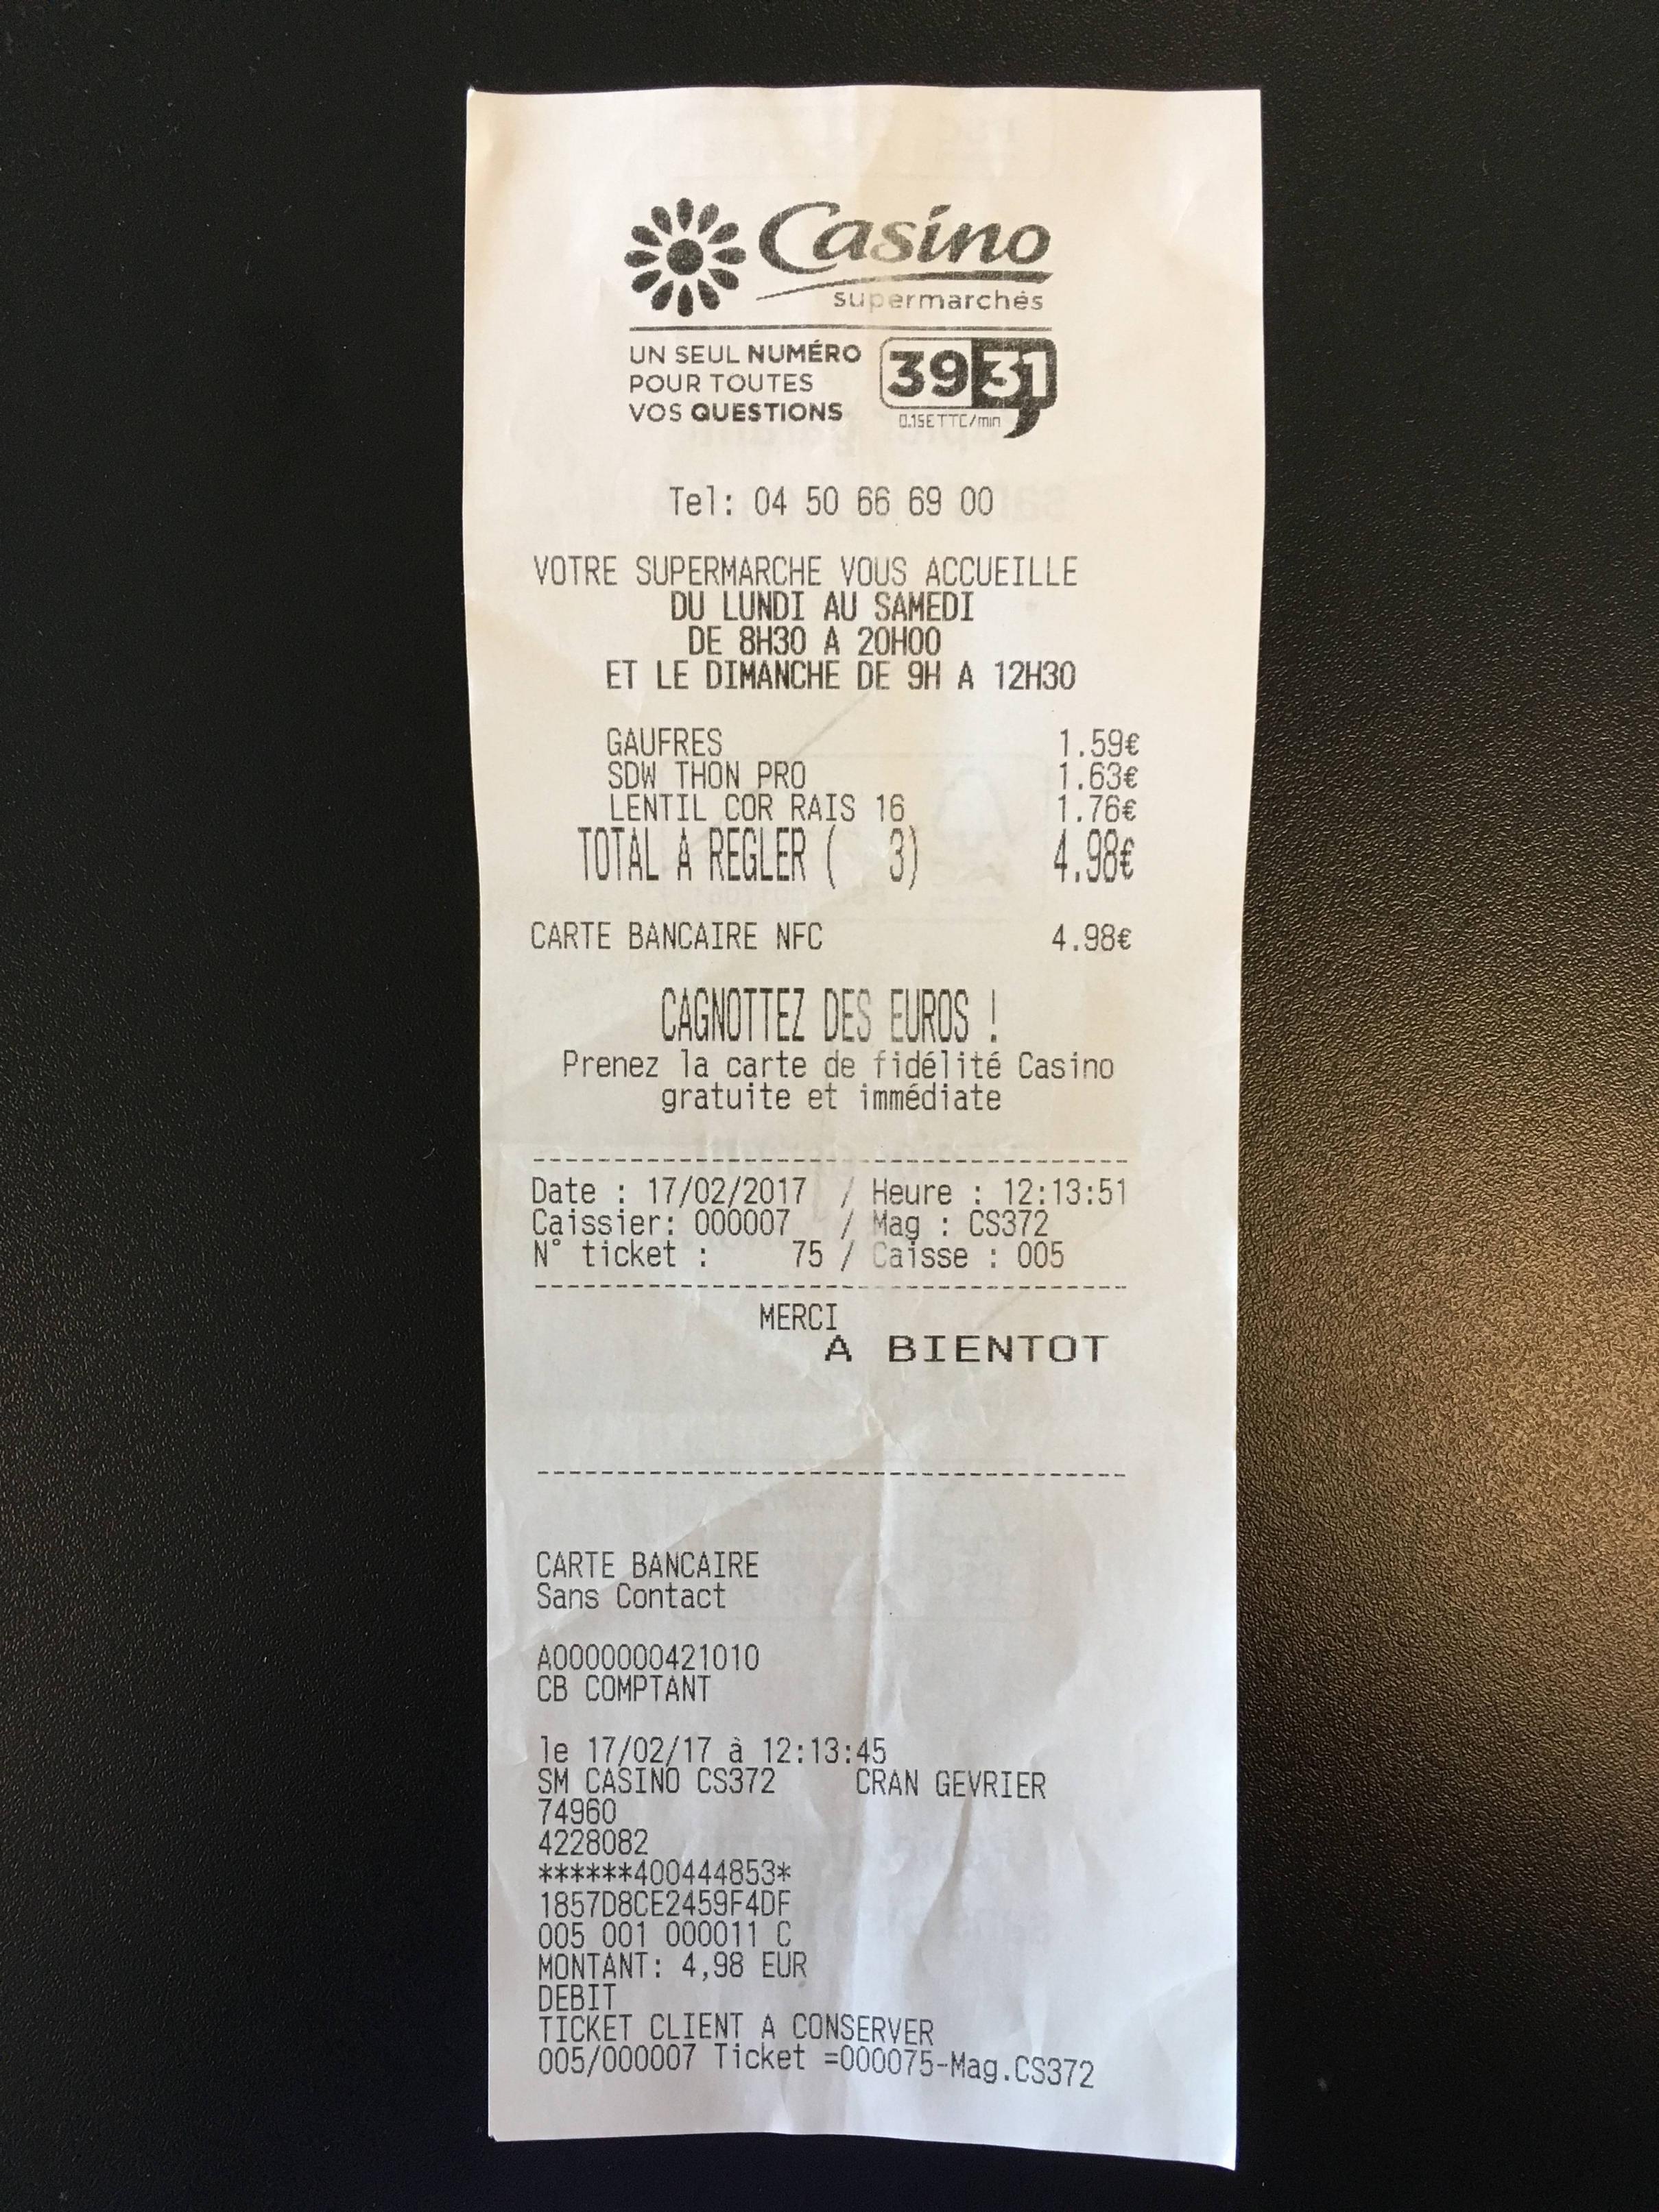 Casino
supermarchés
UN SEUL NUMÉRO
POUR TOUTES
VOS QUESTIONS
3931
0.15€TTC/min
Tel: 04 50 66 69 00
VOTRE SUPERMARCHE VOUS ACCUEILLE
DU LUNDI AU SAMEDI
DE 8H30 A 20H00
ET LE DIMANCHE DE 9H A 12H30
GAUFRES 1.59€
SDW THON PRO 1.63€
LENTIL COR RAIS 16 1.76€
TOTAL A REGLER ( 3) 4.98€
CARTE BANCAIRE NFC 4.98€
CAGNOTTEZ DES EUROS !
Prenez la carte de fidélité Casino
gratuite et immédiate
-------------------------------------
Date : 17/02/2017 / Heure : 12:13:51
Caissier: 000007 / Mag : CS372
N° ticket : 75 / Caisse : 005
-------------------------------------
MERCI
A BIENTOT
-------------------------------------
CARTE BANCAIRE
Sans Contact
A0000000421010
CB COMPTANT
le 17/02/17 à 12:13:45
SM CASINO CS372 CRAN GEVRIER
74960
4228082
******400444853*
1857D8CE2459F4DF
005 001 000011 C
MONTANT: 4,98 EUR
DEBIT
TICKET CLIENT A CONSERVER
005/000007 Ticket =000075-Mag.CS372